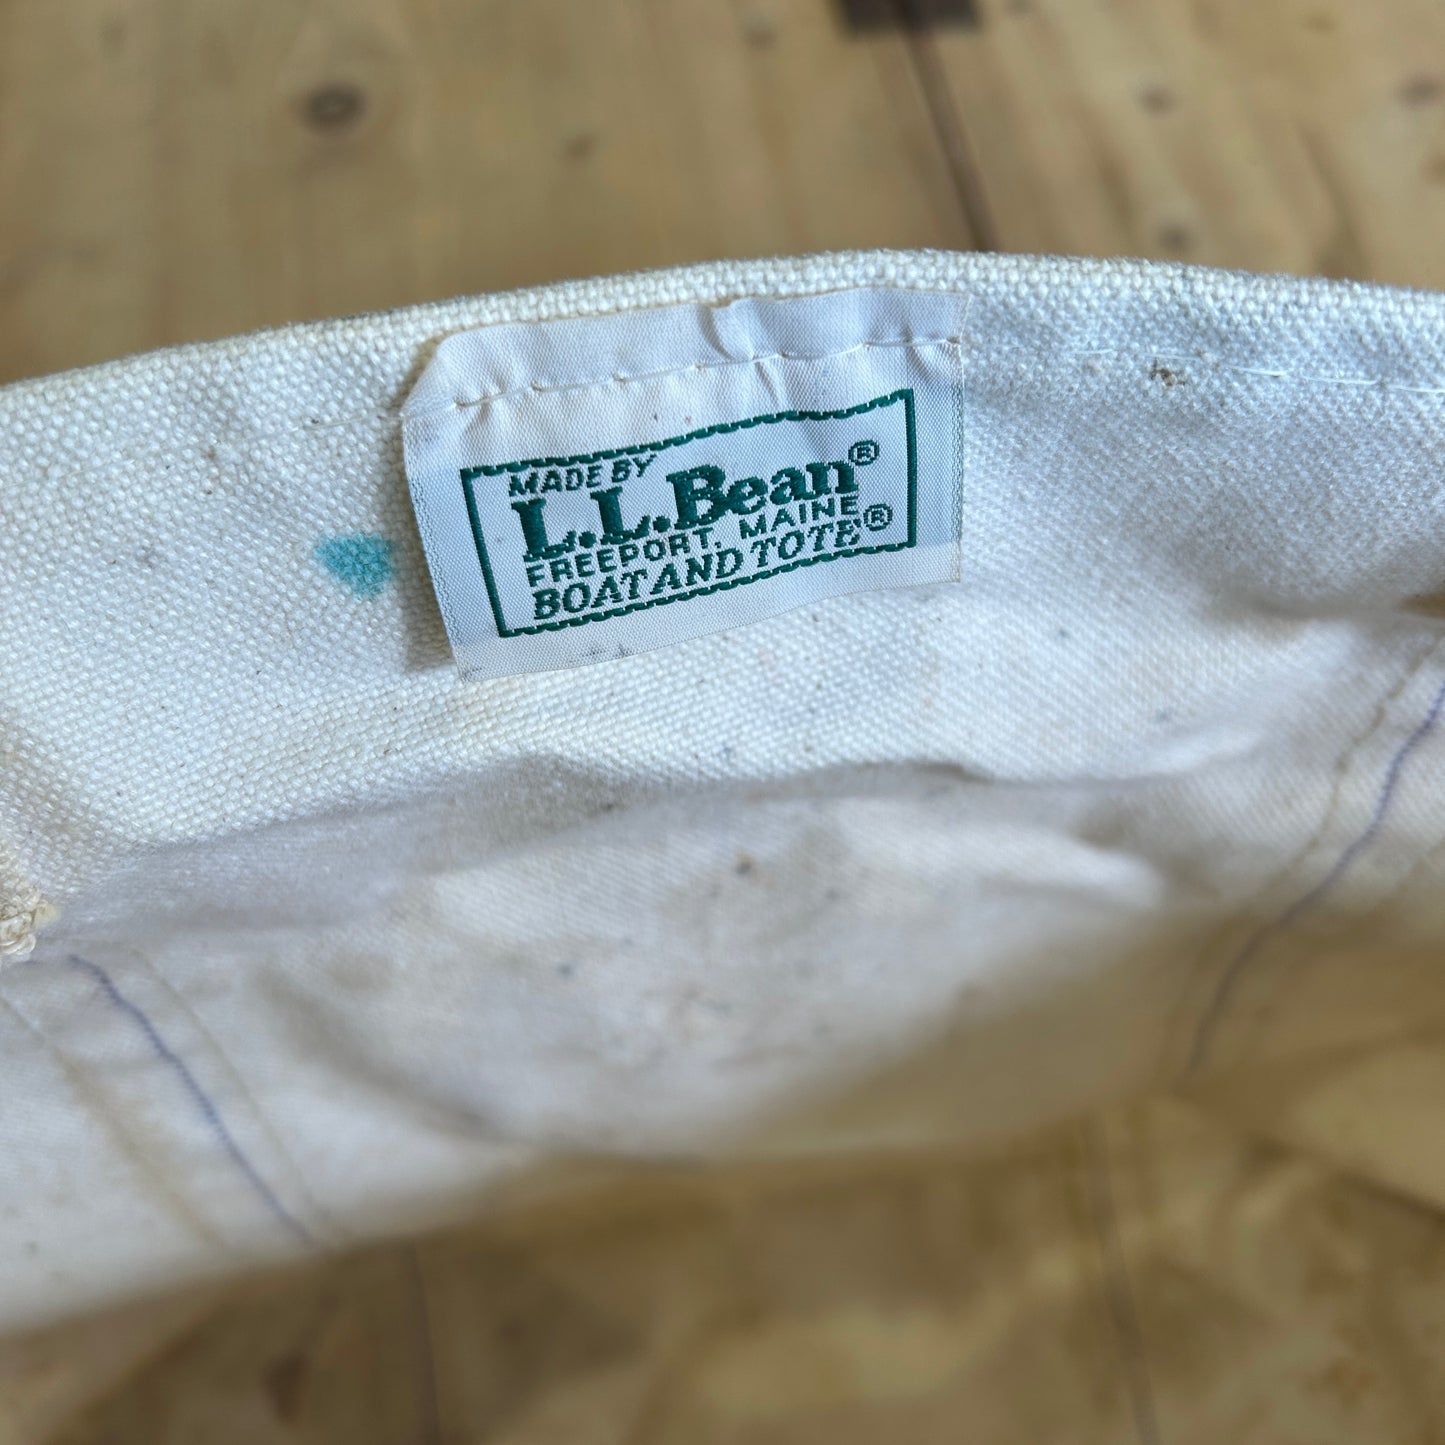 MADE BY
L.L.Bean®
FREEPORT, MAINE
BOAT AND TOTE®